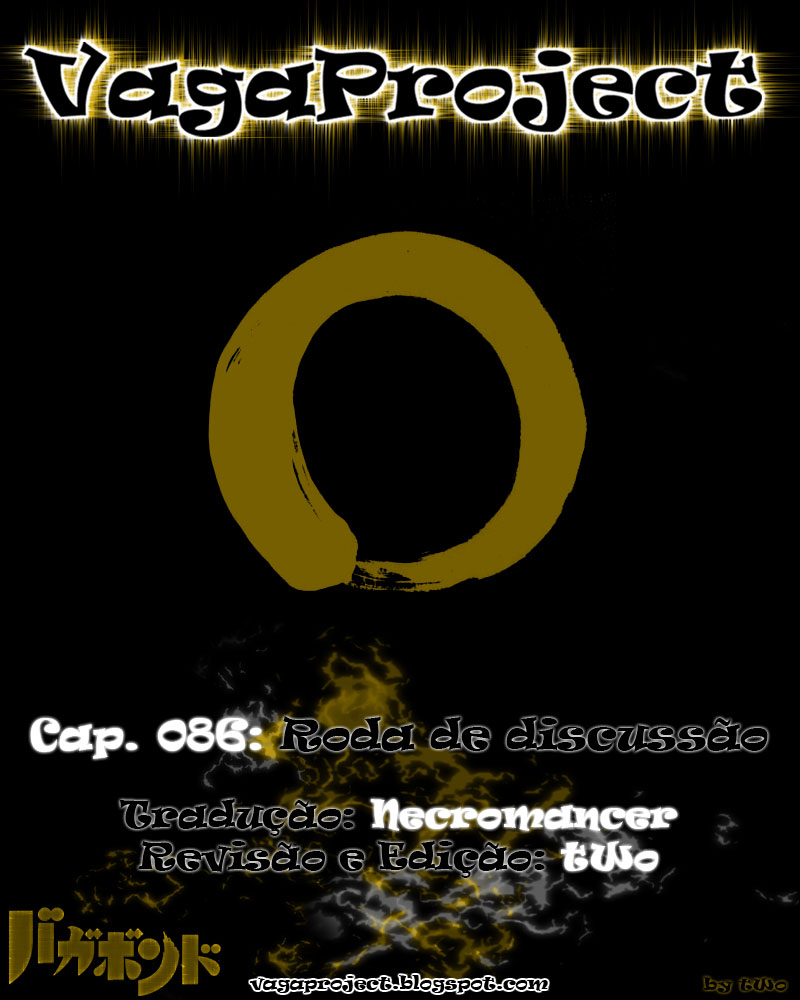 VagaProject
Cap. 086: Roda de discussão
Tradução: Necromancer
Revisão e Edição: tWo
バガボンド
vagaproject.blogspot.com
by tWo